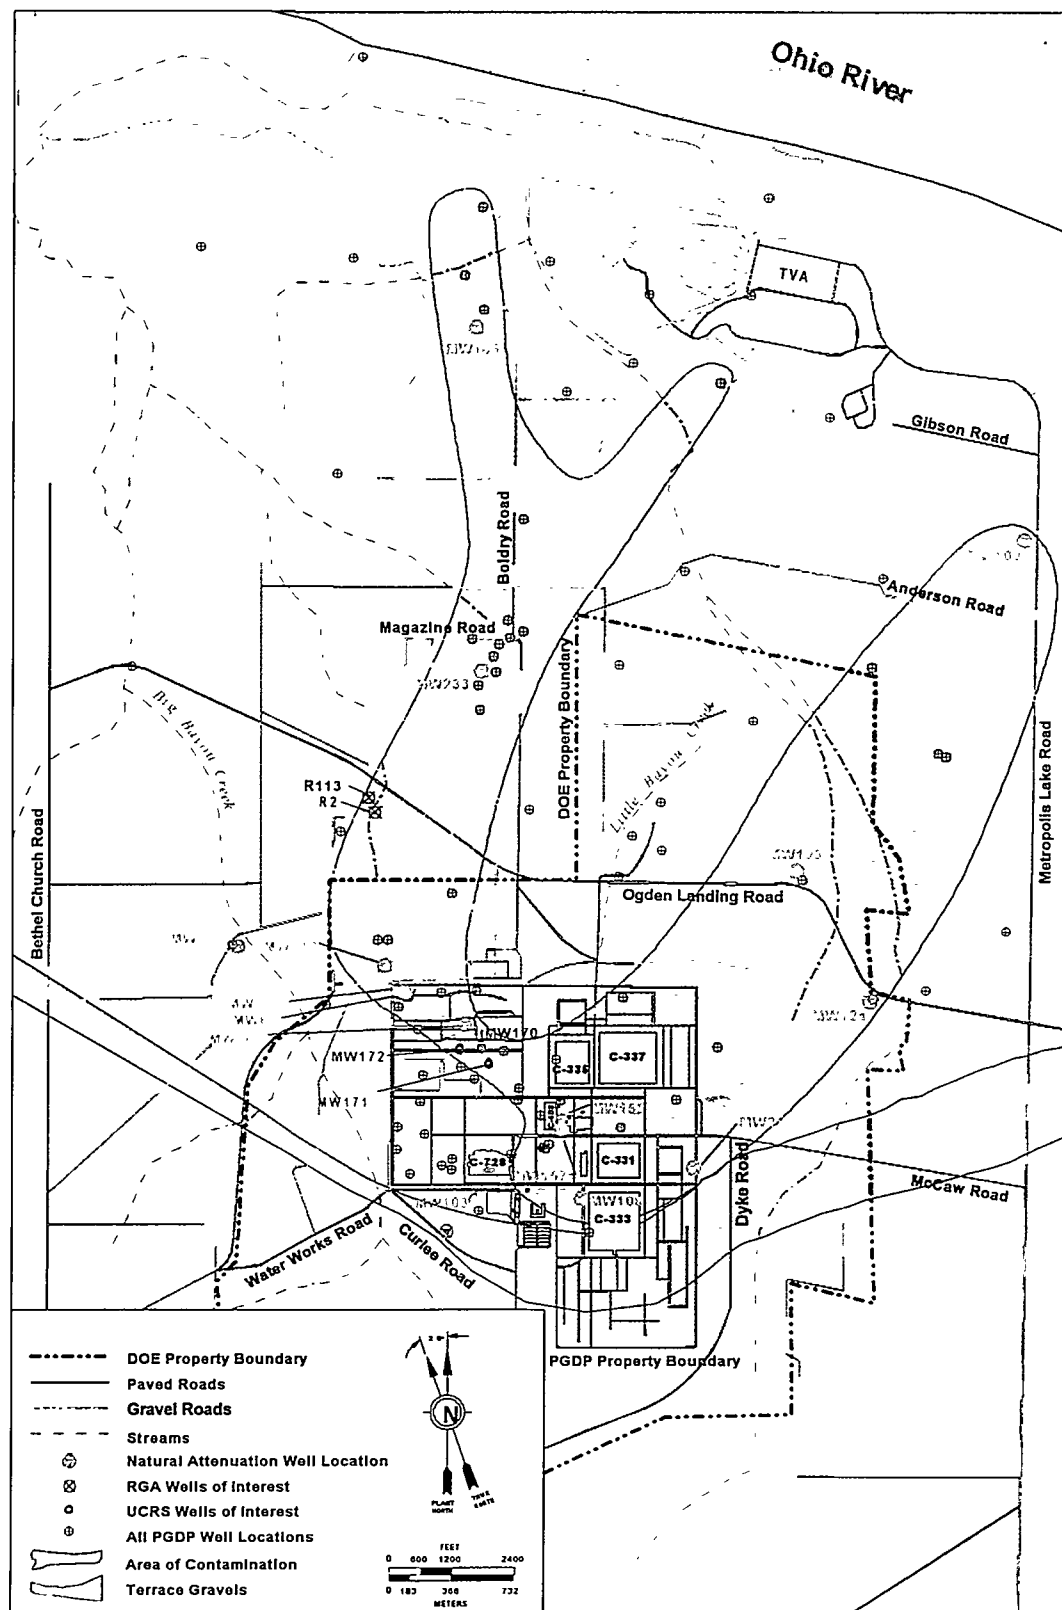 Ohio River
TVA
Gibson Road
Boldry Road
Anderson Road
Magazine Road
MW233
DOE Property Boundary
Big Bayou Creek
Little Bayou Creek
R113
R2
Bethel Church Road
Metropolis Lake Road
Ogden Landing Road
MW170
MW172
MW171
C-335
C-337
C-331
C-728
C-333
Dyke Road
McCaw Road
Water Works Road
Curlee Road
PGDP Property Boundary
DOE Property Boundary
Paved Roads
Gravel Roads
Streams
Natural Attenuation Well Location
RGA Wells of Interest
UCRS Wells of Interest
All PGDP Well Locations
Area of Contamination
Terrace Gravels
N
PLANT NORTH
TRUE NORTH
FEET
0 600 1200 2400
0 183 366 732
METERS